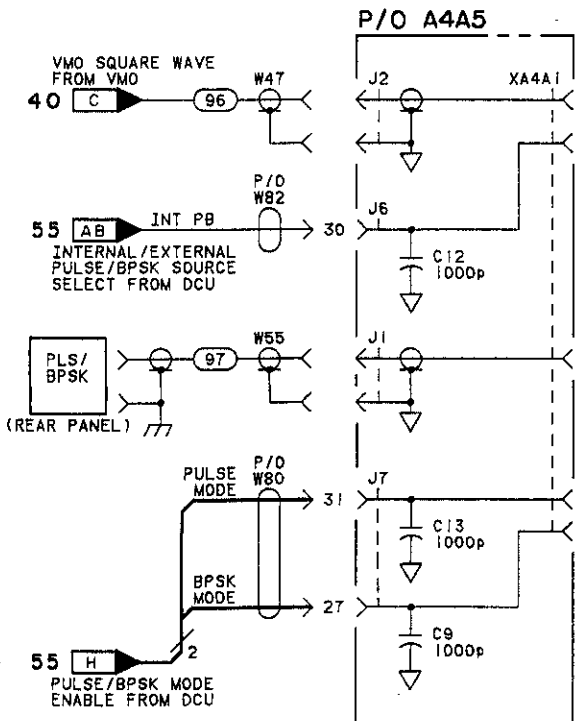 P/O A4A5
VMO SQUARE WAVE
FROM VMO
W47
J2
XA4A1
40 C
96
P/O
W82
55 AB
INT PB
30
J6
INTERNAL/EXTERNAL
PULSE/BPSK SOURCE
SELECT FROM DCU
C12
1000p
PLS/
BPSK
97
W55
J1
(REAR PANEL)
PULSE
MODE
P/O
W80
31
J7
C13
1000p
BPSK
MODE
27
C9
1000p
55 H
2
PULSE/BPSK MODE
ENABLE FROM DCU